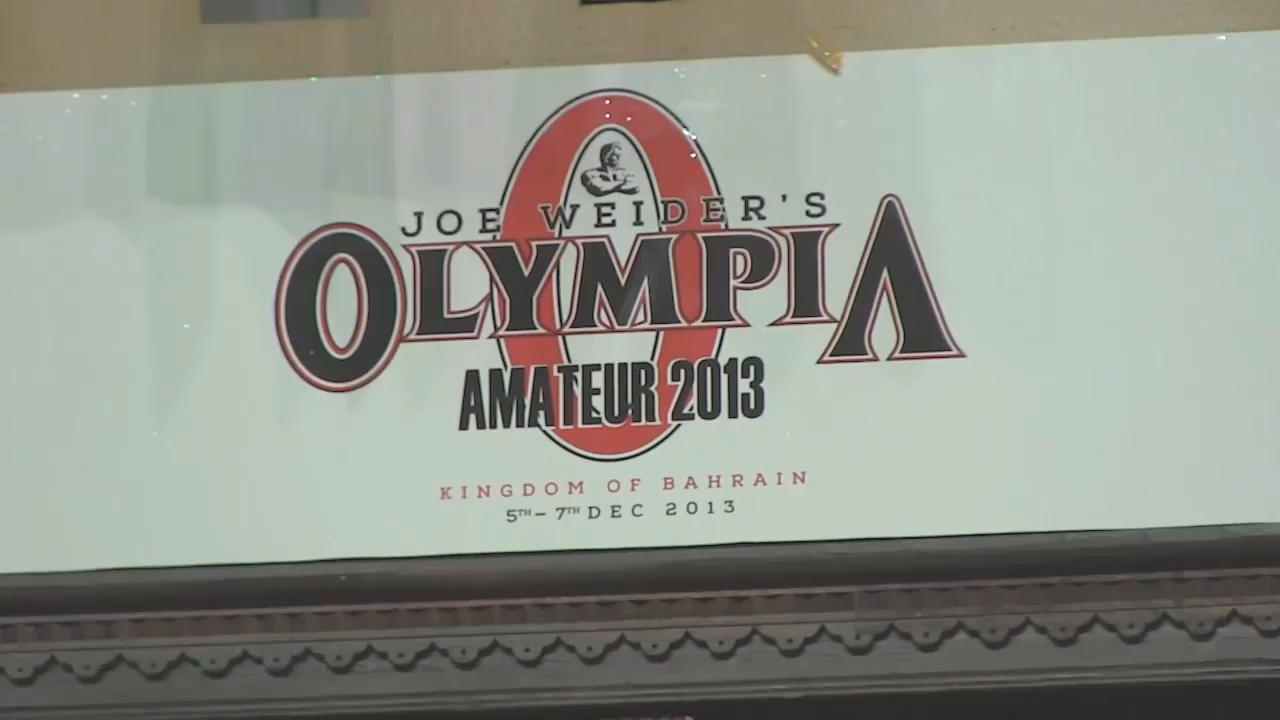 JOE WEIDER'S
OLYMPIA
AMATEUR 2013
KINGDOM OF BAHRAIN
5TH- 7TH DEC 2013